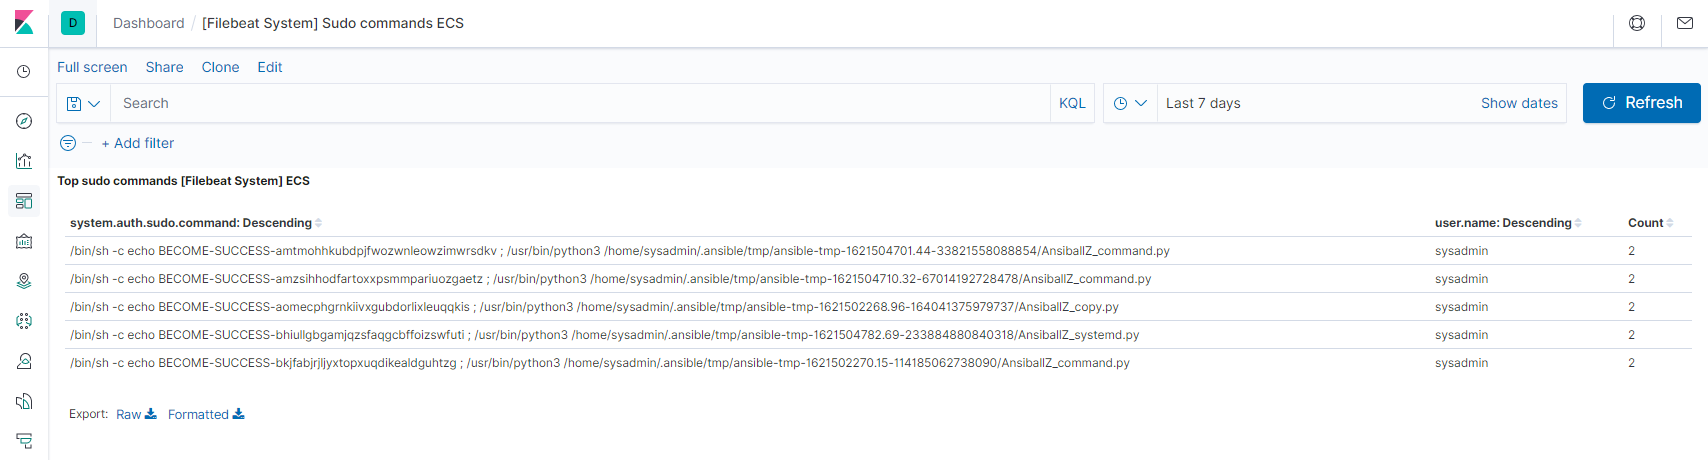 D Dashboard / [Filebeat System] Sudo commands ECS
Full screen Share Clone Edit
Search KQL Last 7 days Show dates Refresh
+ Add filter
Top sudo commands [Filebeat System] ECS
system.auth.sudo.command: Descending user.name: Descending Count
/bin/sh -c echo BECOME-SUCCESS-amtmohhkubdpjfwozwnleowzimwrsdkv ; /usr/bin/python3 /home/sysadmin/.ansible/tmp/ansible-tmp-1621504701.44-33821558088854/AnsiballZ_command.py sysadmin 2
/bin/sh -c echo BECOME-SUCCESS-amzsihhodfartoxxpsmmpariuozgaetz ; /usr/bin/python3 /home/sysadmin/.ansible/tmp/ansible-tmp-1621504710.32-67014192728478/AnsiballZ_command.py sysadmin 2
/bin/sh -c echo BECOME-SUCCESS-aomecphgrnkiivxgubdorlixleuqqkis ; /usr/bin/python3 /home/sysadmin/.ansible/tmp/ansible-tmp-1621502268.96-164041375979737/AnsiballZ_copy.py sysadmin 2
/bin/sh -c echo BECOME-SUCCESS-bhiullgbgamjqzsfaqgcbffoizswfuti ; /usr/bin/python3 /home/sysadmin/.ansible/tmp/ansible-tmp-1621504782.69-233884880840318/AnsiballZ_systemd.py sysadmin 2
/bin/sh -c echo BECOME-SUCCESS-bkjfabjrjljyxtopxuqdikealdguhtzg ; /usr/bin/python3 /home/sysadmin/.ansible/tmp/ansible-tmp-1621502270.15-114185062738090/AnsiballZ_command.py sysadmin 2
Export: Raw Formatted